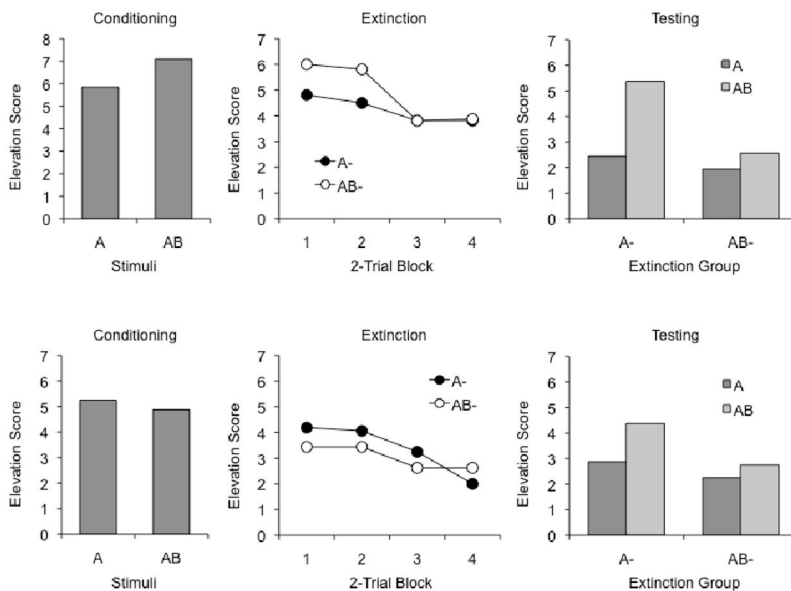 Conditioning
Elevation Score
8
7
6
5
4
3
2
1
0
A AB
Stimuli
Extinction
Elevation Score
7
6
5
4
3
2
1
0
A-
AB-
1 2 3 4
2-Trial Block
Testing
Elevation Score
7
6
5
4
3
2
1
0
A
AB
A- AB-
Extinction Group
Conditioning
Elevation Score
7
6
5
4
3
2
1
0
A AB
Stimuli
Extinction
Elevation Score
7
6
5
4
3
2
1
0
A-
AB-
1 2 3 4
2-Trial Block
Testing
Elevation Score
7
6
5
4
3
2
1
0
A
AB
A- AB-
Extinction Group